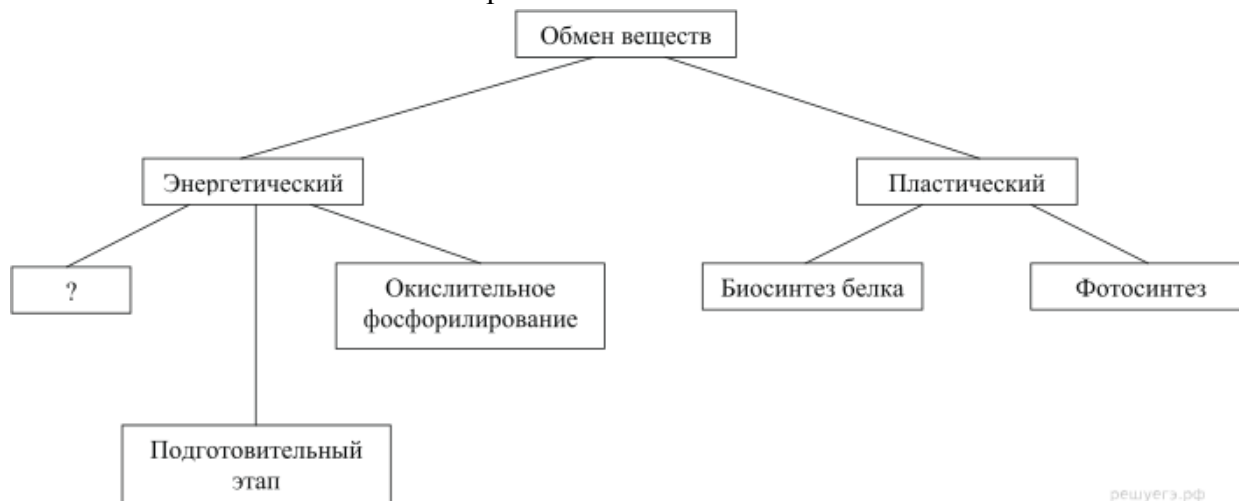 Обмен веществ
Энергетический
Пластический
?
Окислительное
фосфорилирование
Биосинтез белка
Фотосинтез
Подготовительный
этап
решуегэ.рф